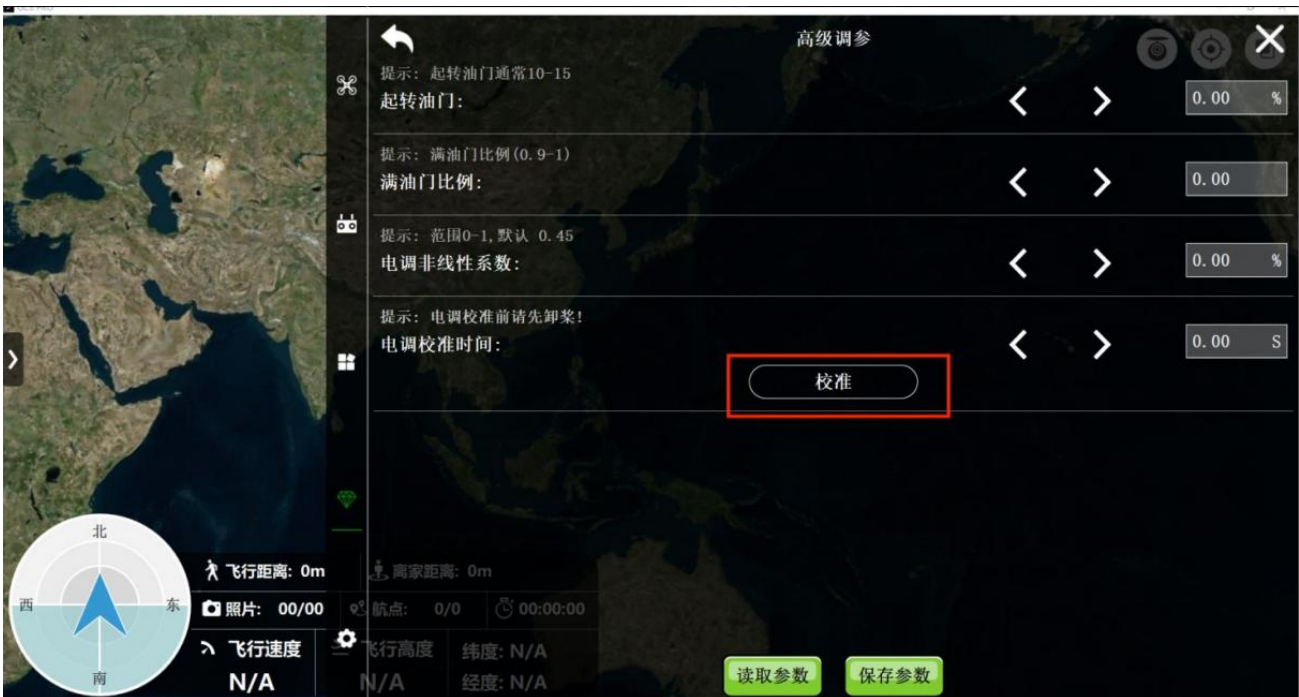 高级调参
提示: 起转油门通常10-15
起转油门:
0.00 %
提示: 满油门比例(0.9-1)
满油门比例:
0.00
提示: 范围0-1,默认 0.45
电调非线性系数:
0.00 %
提示: 电调校准前请先卸桨!
电调校准时间:
0.00 S
校准
北
西
东
南
飞行距离: 0m
离家距离: 0m
照片: 00/00
航点: 0/0
00:00:00
飞行速度
飞行高度
纬度: N/A
N/A
N/A
经度: N/A
读取参数
保存参数